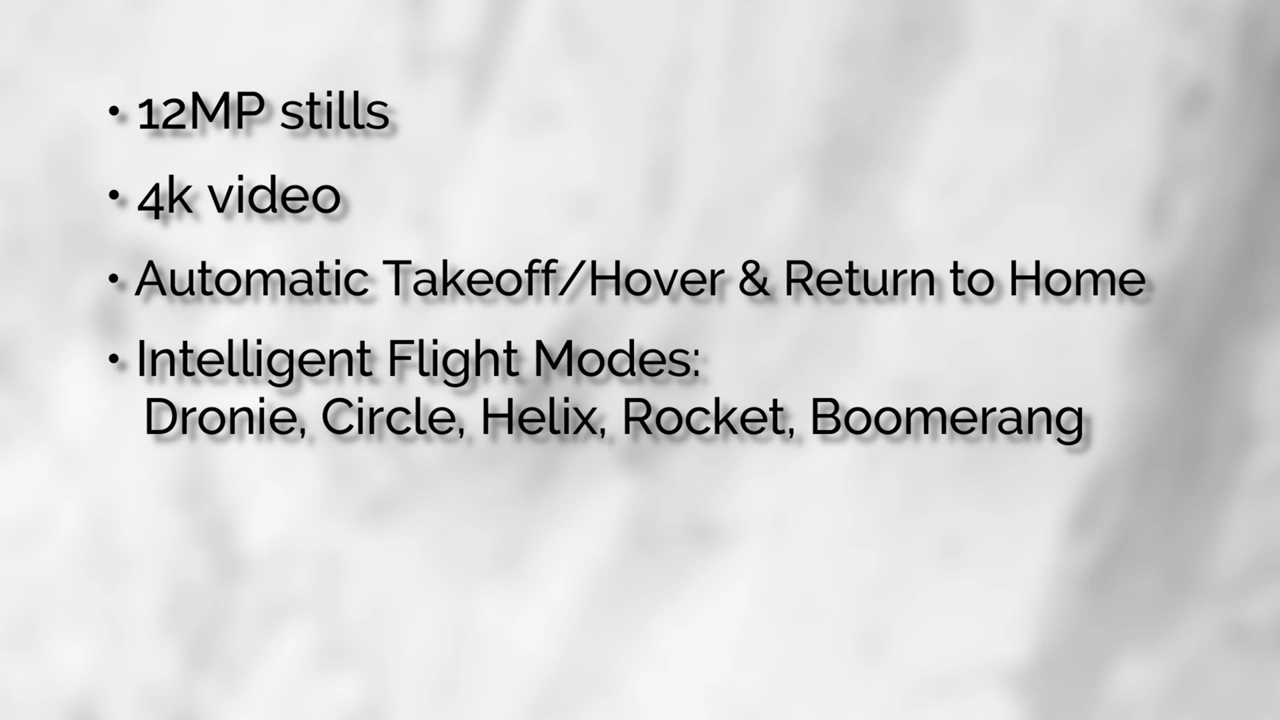 • 12MP stills
• 4k video
• Automatic Takeoff/Hover & Return to Home
• Intelligent Flight Modes:
Dronie, Circle, Helix, Rocket, Boomerang